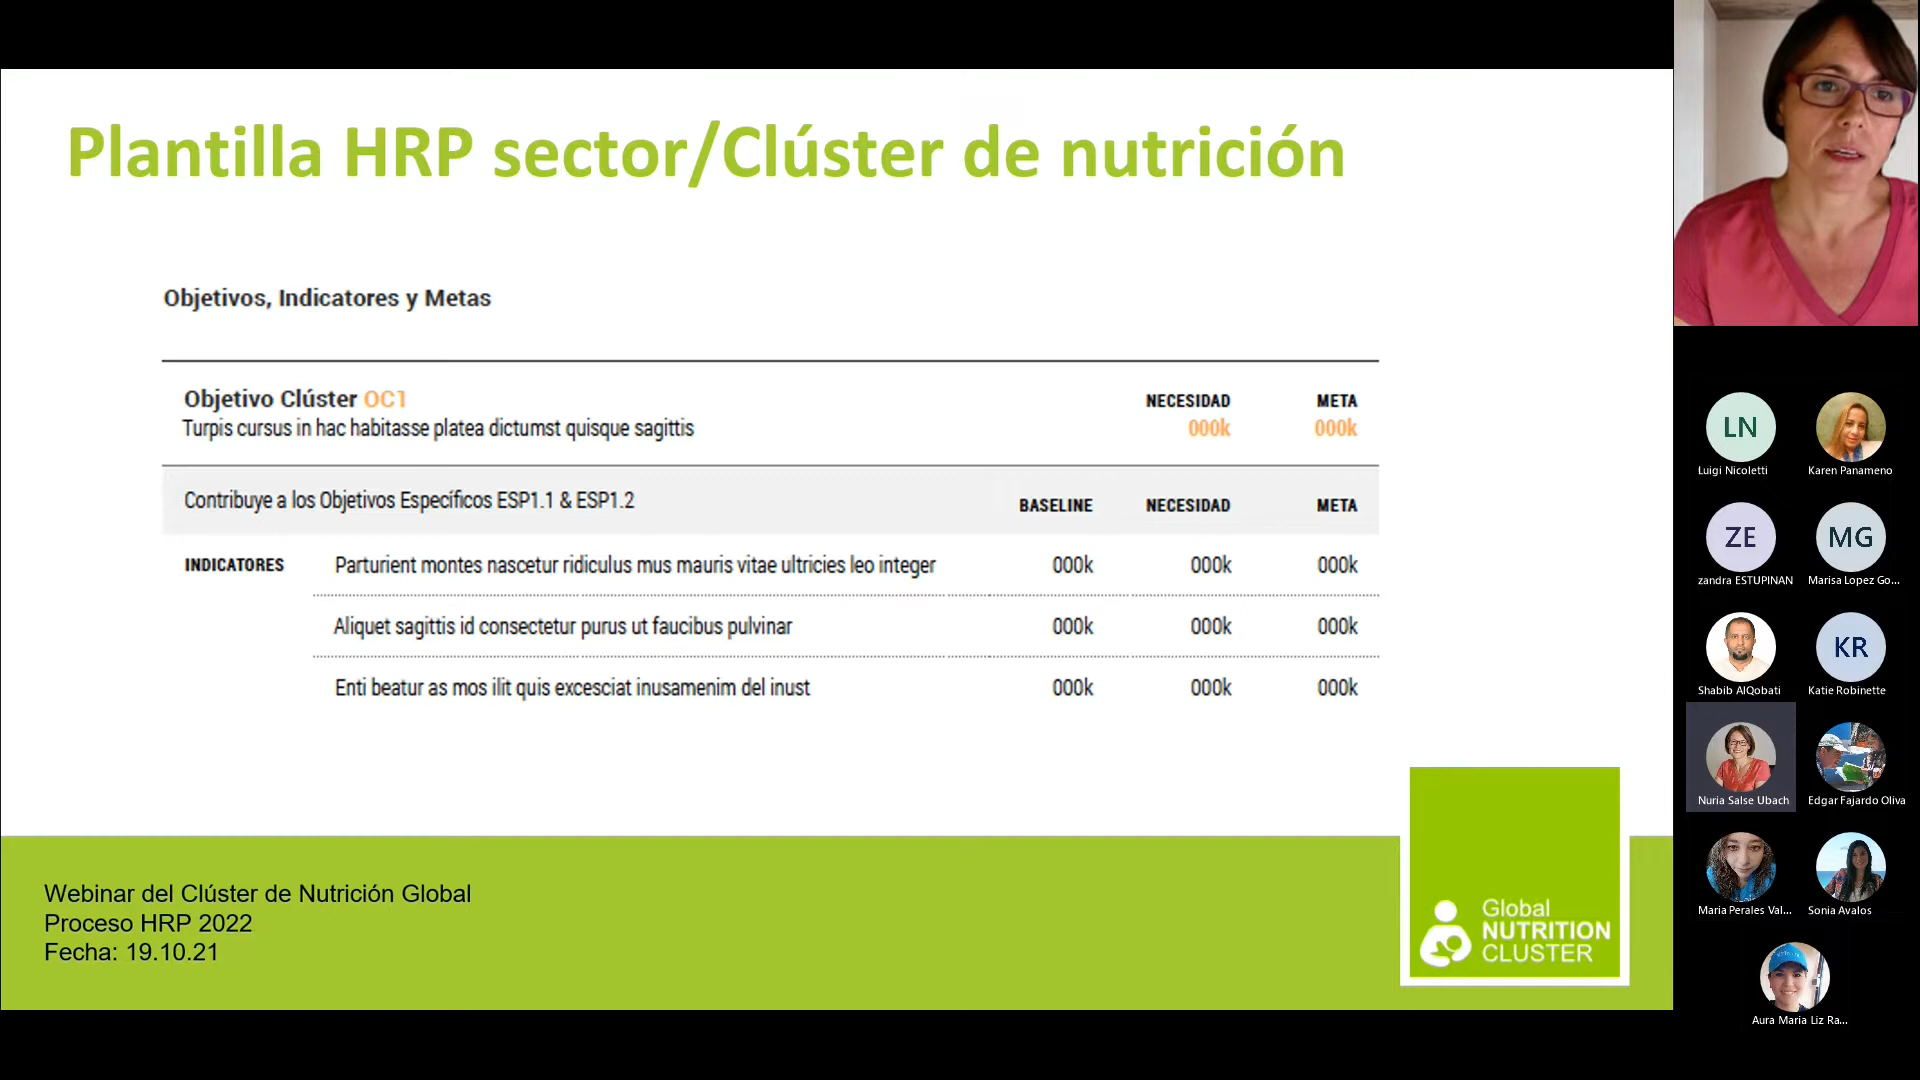 Plantilla HRP sector/Clúster de nutrición
Objetivos, Indicatores y Metas
Objetivo Clúster OC1 NECESIDAD META
Turpis cursus in hac habitasse platea dictumst quisque sagittis 000k 000k
Contribuye a los Objetivos Específicos ESP1.1 & ESP1.2 BASELINE NECESIDAD META
INDICATORES Parturient montes nascetur ridiculus mus mauris vitae ultricies leo integer 000k 000k 000k
Aliquet sagittis id consectetur purus ut faucibus pulvinar 000k 000k 000k
Enti beatur as mos ilit quis excesciat inusamenim del inust 000k 000k 000k
Webinar del Clúster de Nutrición Global
Proceso HRP 2022
Fecha: 19.10.21
Global
NUTRITION
CLUSTER
LN
Luigi Nicoletti Karen Panameno
ZE MG
zandra ESTUPINAN Marisa Lopez Go...
KR
Shabib AlQobati Katie Robinette
Nuria Salse Ubach Edgar Fajardo Oliva
Maria Perales Val... Sonia Avalos
Aura Maria Liz Ra...